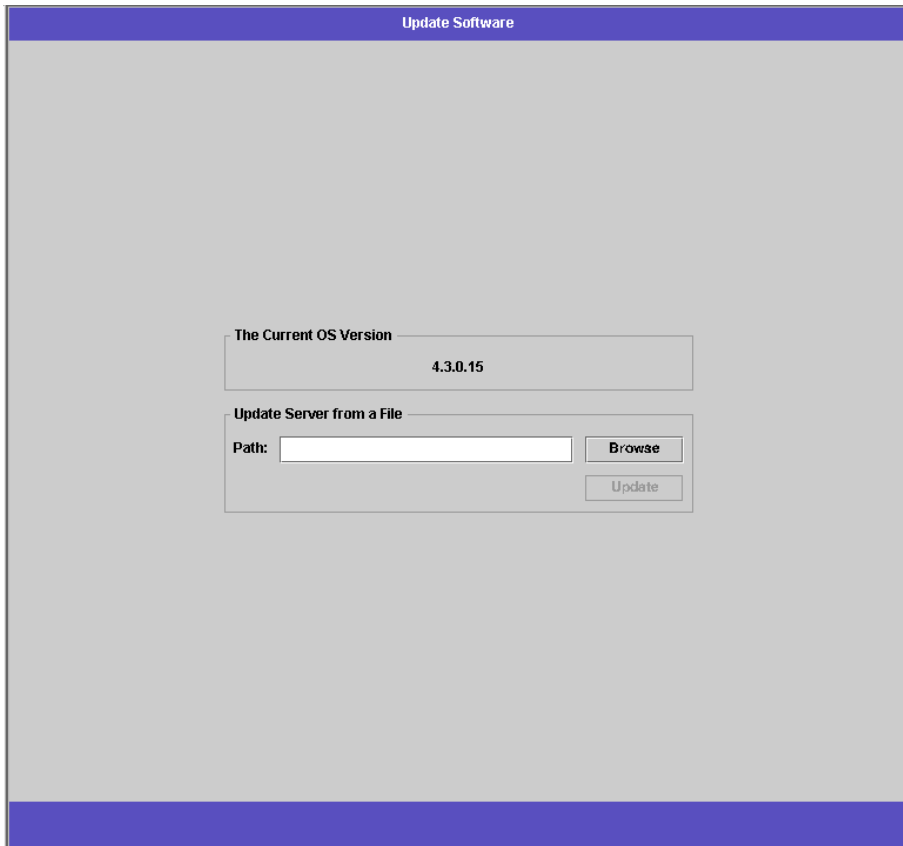 Update Software
The Current OS Version
4.3.0.15
Update Server from a File
Path:
Browse
Update